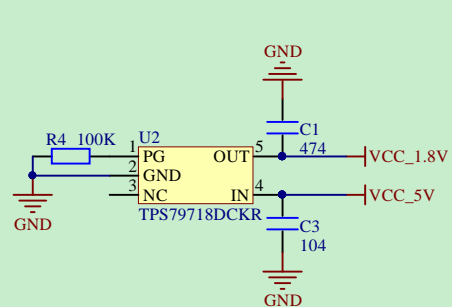 GND
C1
474
R4 100K
U2
1 PG OUT 5
VCC_1.8V
2 GND
3 NC IN 4
VCC_5V
TPS79718DCKR
GND
C3
104
GND